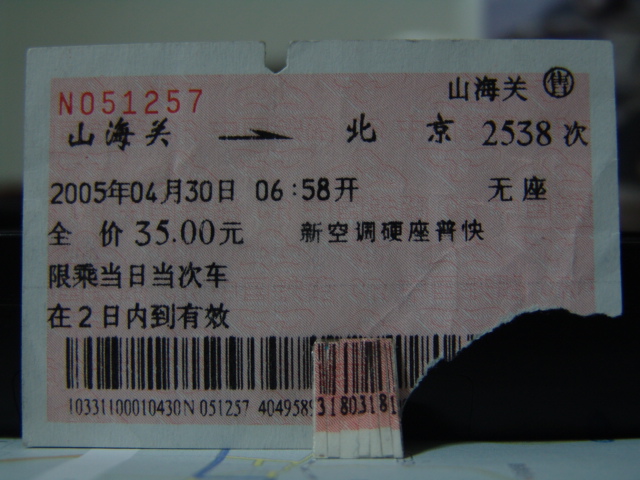 N051257
山海关 售
山海关 → 北京 2538次
2005年04月30日 06:58开 无座
全 价 35.00元 新空调硬座普快
限乘当日当次车
在2日内到有效
10331100010430N 051257 4049589
31803181